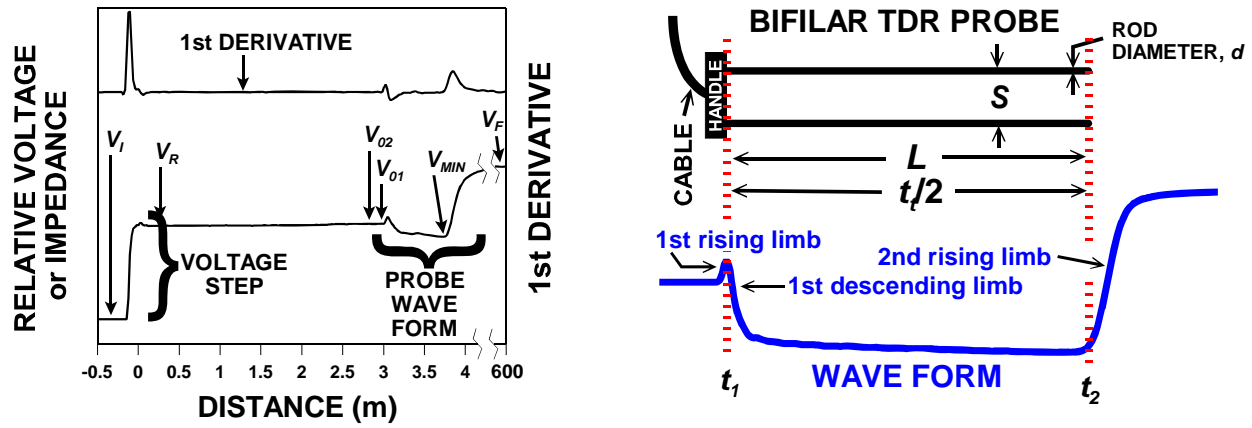 RELATIVE VOLTAGE
or IMPEDANCE
1st DERIVATIVE
1st DERIVATIVE
V_I
V_R
V_02
V_01
V_MIN
V_F
VOLTAGE
STEP
PROBE
WAVE
FORM
-0.5 0 0.5 1 1.5 2 2.5 3 3.5 4 600
DISTANCE (m)
BIFILAR TDR PROBE
ROD
DIAMETER, d
HANDLE
CABLE
S
L
t_t/2
1st rising limb
1st descending limb
2nd rising limb
WAVE FORM
t_1
t_2